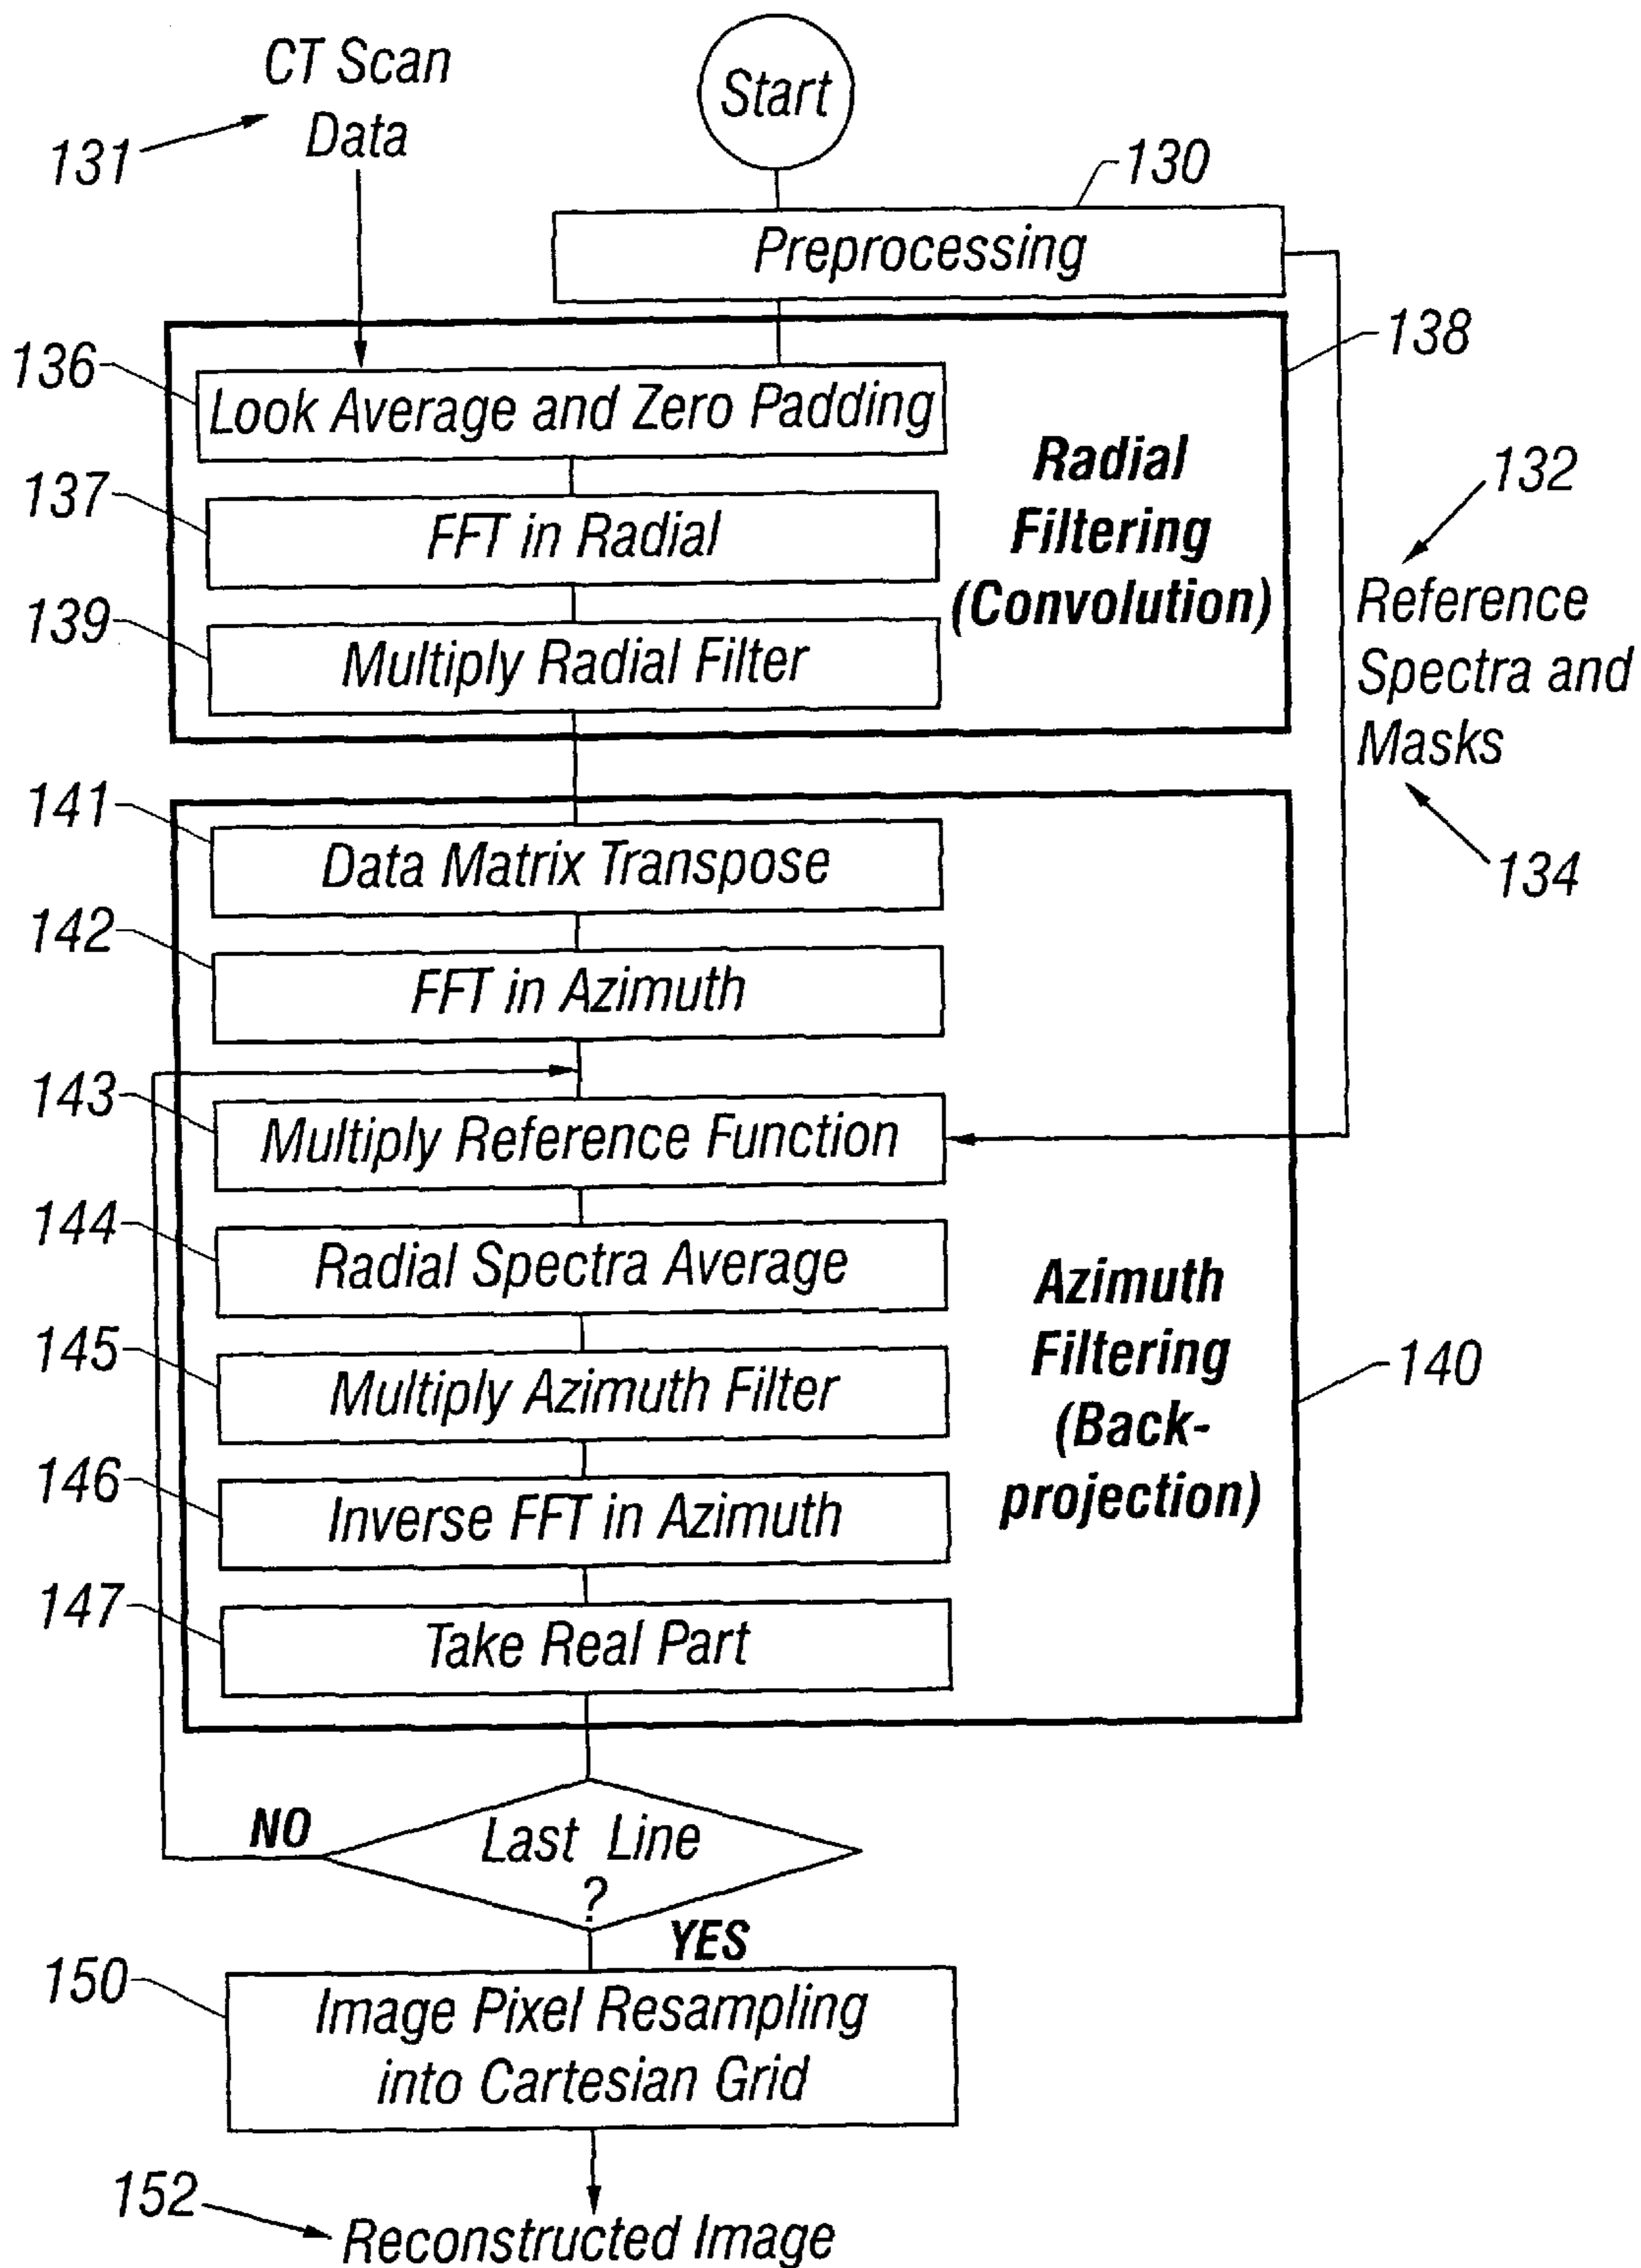 CT Scan
Data
131
Start
130
Preprocessing
138
136
Look Average and Zero Padding
137
FFT in Radial
139
Multiply Radial Filter
Radial
Filtering
(Convolution)
132
Reference
Spectra and
Masks
134
141
Data Matrix Transpose
142
FFT in Azimuth
143
Multiply Reference Function
144
Radial Spectra Average
145
Multiply Azimuth Filter
146
Inverse FFT in Azimuth
147
Take Real Part
Azimuth
Filtering
(Back-
projection)
140
NO
Last Line
?
YES
150
Image Pixel Resampling
into Cartesian Grid
152
Reconstructed Image